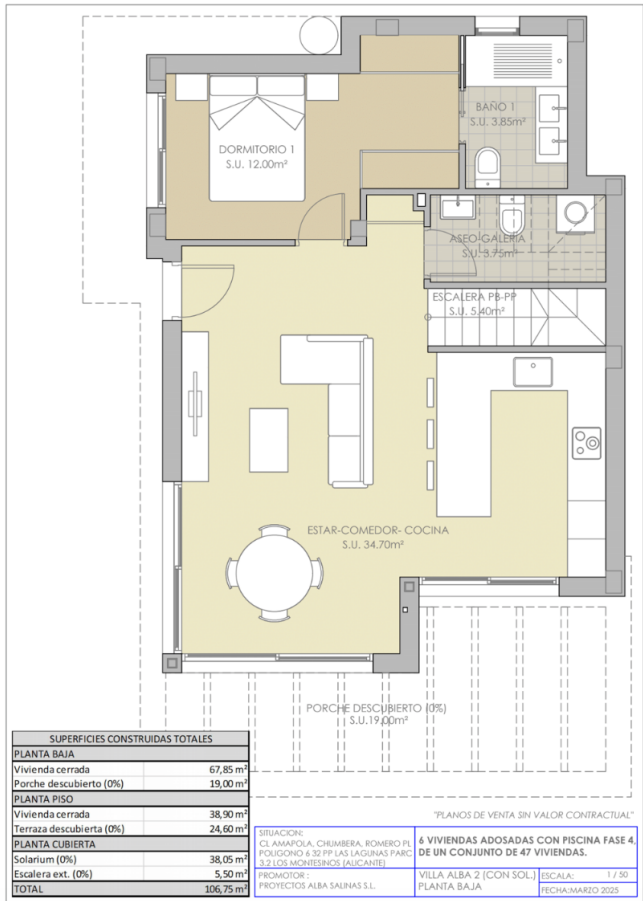 BAÑO 1
S.U. 3.85m²
DORMITORIO 1
S.U. 12.00m²
ASEO-GALERIA
S.U. 3.75m²
ESCALERA PB-PP
S.U. 5.40m²
ESTAR-COMEDOR- COCINA
S.U. 34.70m²
PORCHE DESCUBIERTO (0%)
S.U.19,00m²
SUPERFICIES CONSTRUIDAS TOTALES
PLANTA BAJA
Vivienda cerrada 67,85 m²
Porche descubierto (0%) 19,00 m²
PLANTA PISO
Vivienda cerrada 38,90 m²
Terraza descubierta (0%) 24,60 m²
PLANTA CUBIERTA
Solarium (0%) 38,05 m²
Escalera ext. (0%) 5,50 m²
TOTAL 106,75 m²
"PLANOS DE VENTA SIN VALOR CONTRACTUAL"
SITUACION:
CL AMAPOLA, CHUMBERA, ROMERO PL
POLIGONO 6 32 PP LAS LAGUNAS PARC
3.2 LOS MONTESINOS (ALICANTE)
6 VIVIENDAS ADOSADAS CON PISCINA FASE 4,
DE UN CONJUNTO DE 47 VIVIENDAS.
PROMOTOR :
PROYECTOS ALBA SALINAS S.L.
VILLA ALBA 2 (CON SOL.)
PLANTA BAJA
ESCALA: 1 / 50
FECHA:MARZO 2025